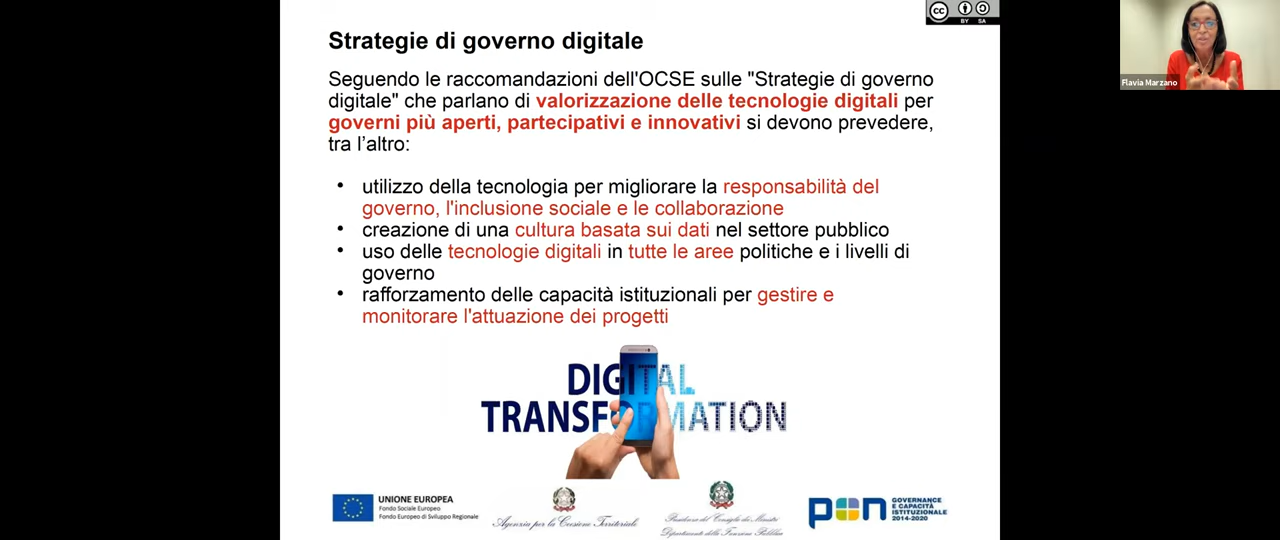 BY SA
Strategie di governo digitale
Flavia Marzano
Seguendo le raccomandazioni dell'OCSE sulle "Strategie di governo
digitale" che parlano di valorizzazione delle tecnologie digitali per
governi più aperti, partecipativi e innovativi si devono prevedere,
tra l’altro:
• utilizzo della tecnologia per migliorare la responsabilità del
governo, l'inclusione sociale e le collaborazione
• creazione di una cultura basata sui dati nel settore pubblico
• uso delle tecnologie digitali in tutte le aree politiche e i livelli di
governo
• rafforzamento delle capacità istituzionali per gestire e
monitorare l'attuazione dei progetti
DIGITAL
TRANSFORMATION
UNIONE EUROPEA
Fondo Sociale Europeo
Fondo Europeo di Sviluppo Regionale
Agenzia per la Coesione Territoriale
Presidenza del Consiglio dei Ministri
Dipartimento della Funzione Pubblica
pon
GOVERNANCE
E CAPACITÀ
ISTITUZIONALE
2014-2020